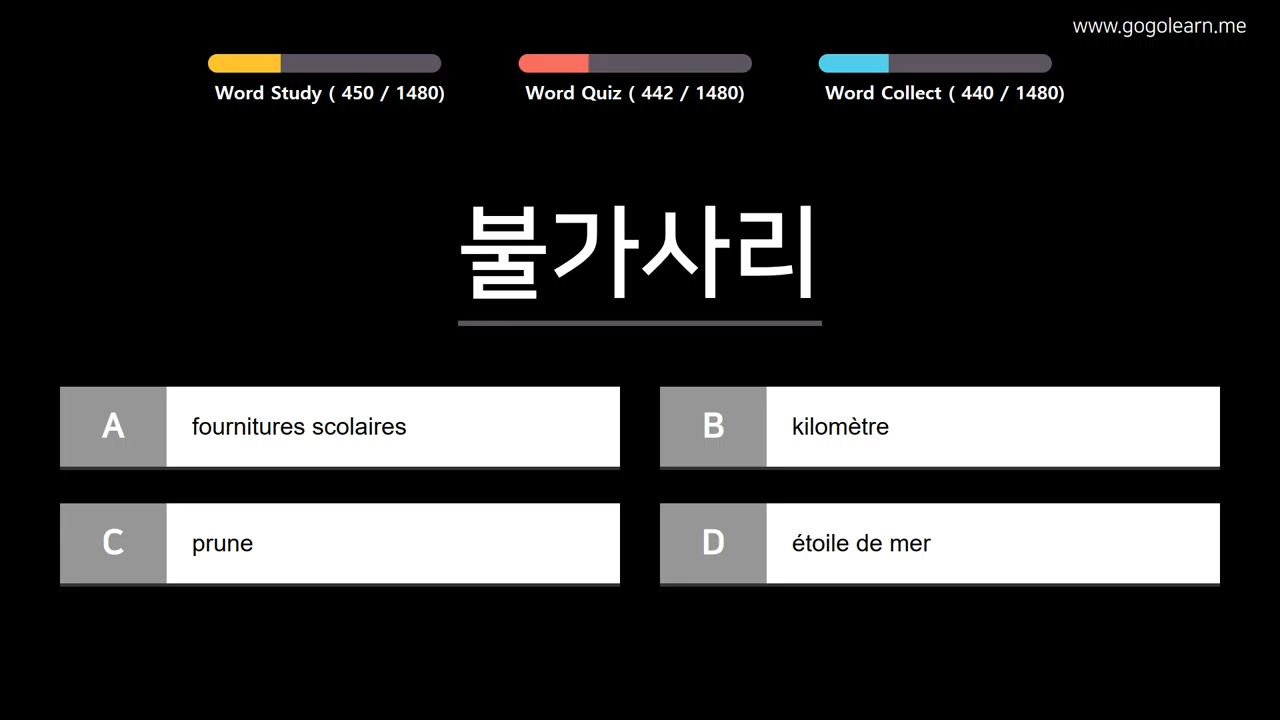 www.gogolearn.me
Word Study ( 450 / 1480)
Word Quiz ( 442 / 1480)
Word Collect ( 440 / 1480)
불가사리
A
fournitures scolaires
B
kilomètre
C
prune
D
étoile de mer